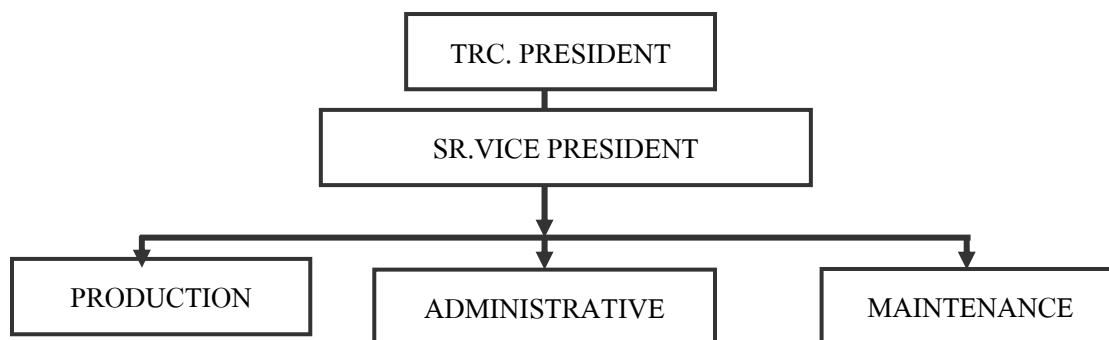 TRC. PRESIDENT
SR.VICE PRESIDENT
PRODUCTION
ADMINISTRATIVE
MAINTENANCE